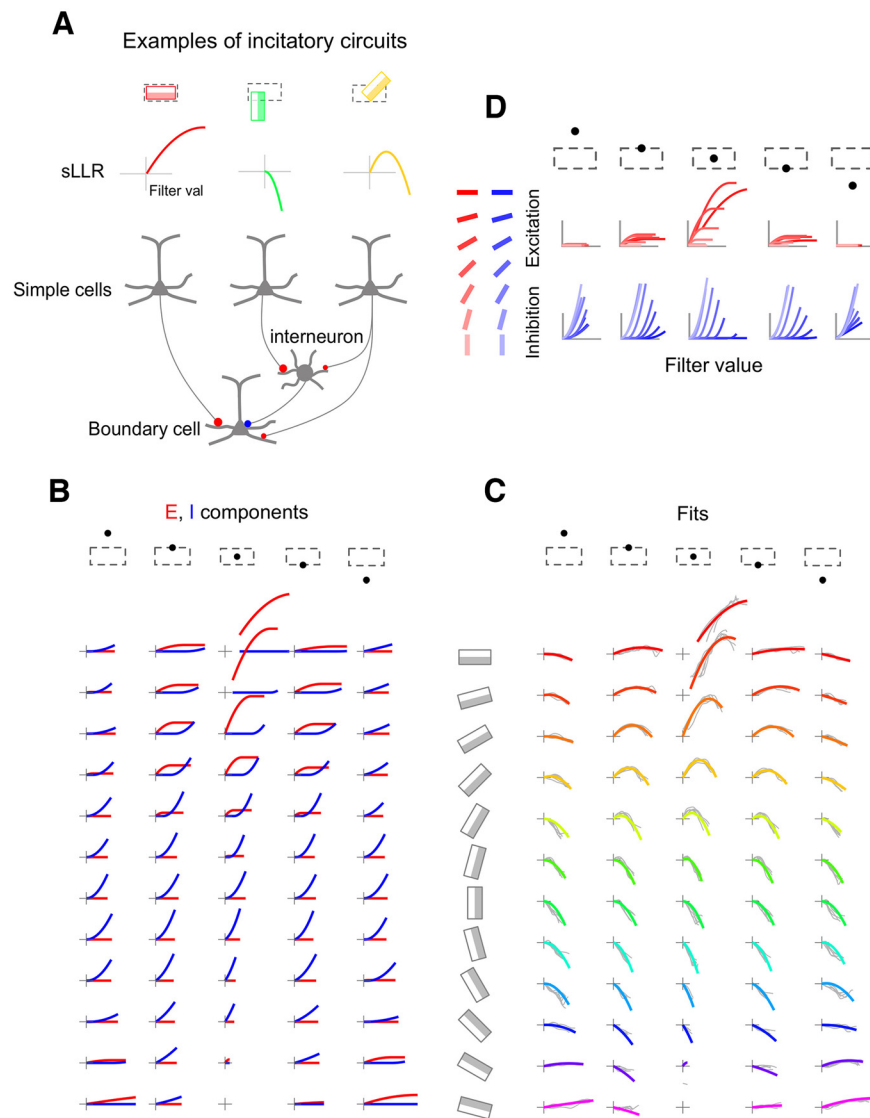 A
Examples of incitatory circuits
sLLR
Filter val
Simple cells
interneuron
Boundary cell
D
Excitation
Inhibition
Filter value
B
E, I components
C
Fits